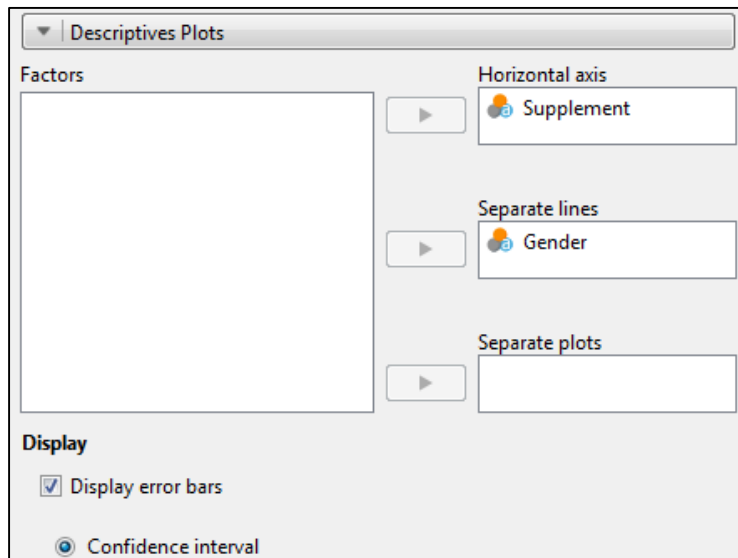 Descriptives Plots
Factors
Horizontal axis
Supplement
Separate lines
Gender
Separate plots
Display
Display error bars
Confidence interval